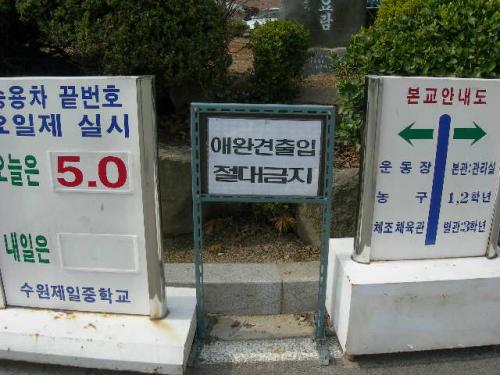 승용차 끝번호
요일제 실시
오늘은 5.0
내일은
수원제일중학교
애완견출입
절대금지
본교안내도
운동장 본관:관리실
농구 1,2학년
체조체육관 별관:3학년